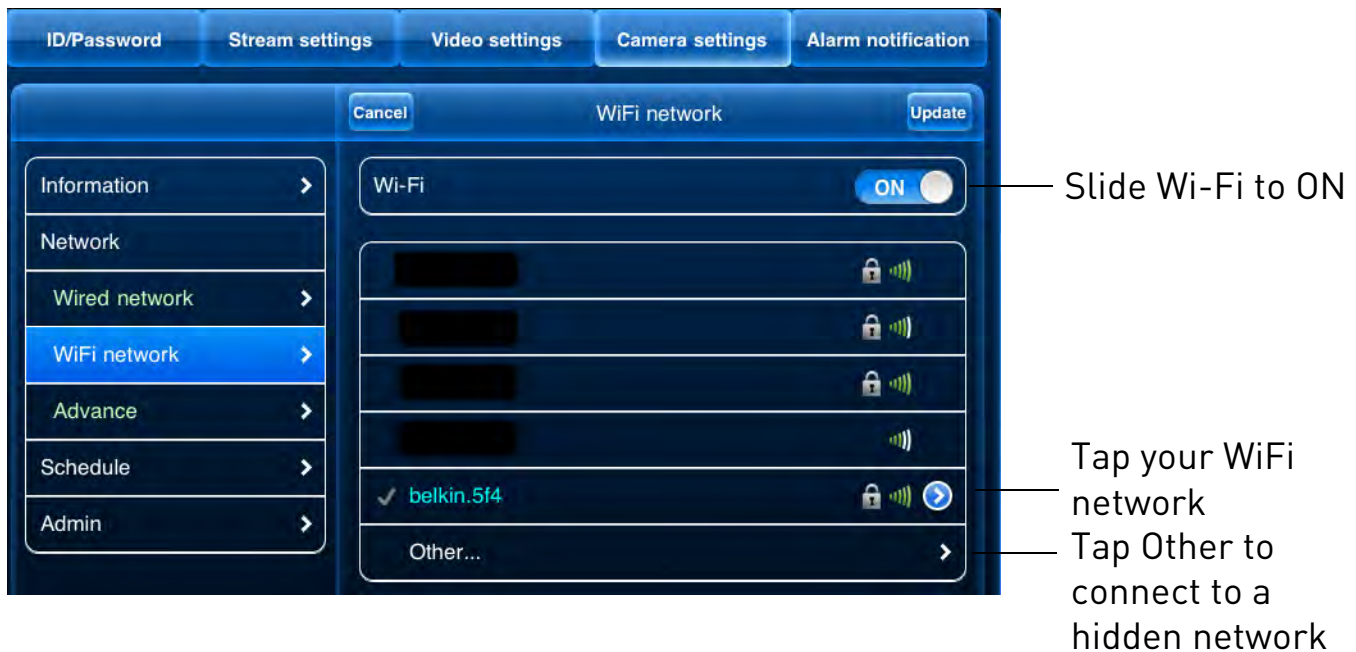 ID/Password Stream settings Video settings Camera settings Alarm notification
Cancel WiFi network Update
Information
Network
Wired network
WiFi network
Advance
Schedule
Admin
Wi-Fi ON
belkin.5f4
Other...
Slide Wi-Fi to ON
Tap your WiFi
network
Tap Other to
connect to a
hidden network